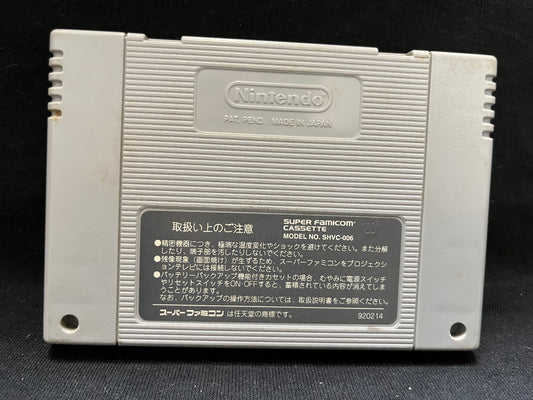 Nintendo
PAT. PEND. MADE IN JAPAN
取扱い上のご注意
SUPER FAMICOM
CASSETTE
MODEL NO. SHVC-006
●精密機器につき、極端な温度変化やショックを避けてください。また分解
したり、端子部を汚したりしないでください。
●残像現象(画面焼け)が生ずるため、スーパーファミコンをプロジェクシ
ョンテレビには接続しないでください。
●バッテリーバックアップ機能付きカセットの場合、むやみに電源スイッチ
やリセットスイッチをON・OFFすると、蓄積されている内容が消えてしま
うことがあります。
なお、バックアップの操作方法については、取扱説明書をご参照ください。
スーパーファミコン は任天堂の商標です。
920214